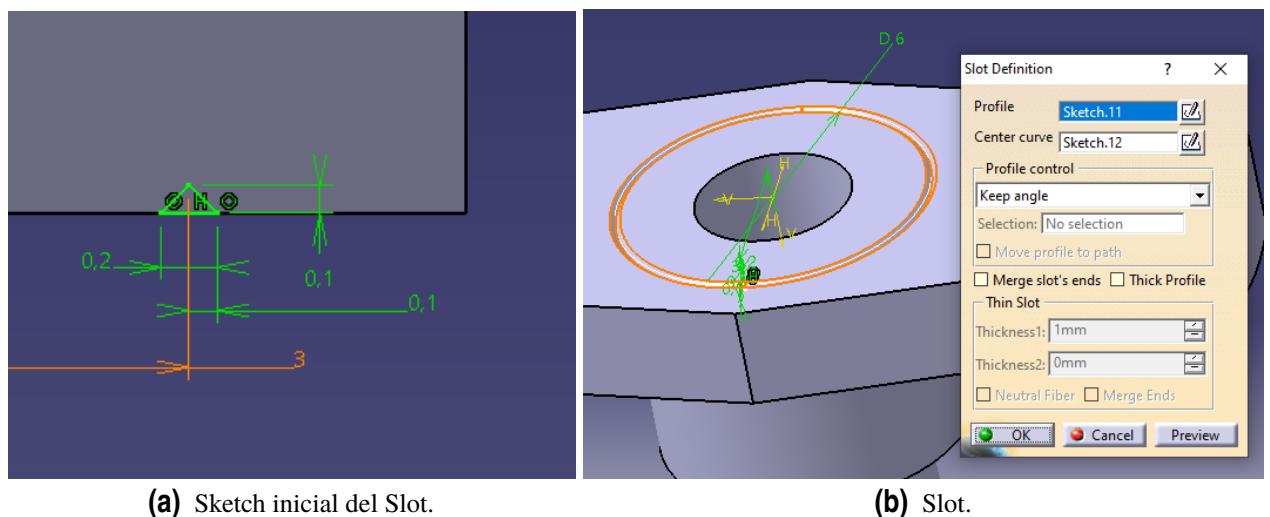 0,2
0,1
0,1
3
H
D 6
H
V
H
V
Slot Definition
?
Profile
Sketch.11
Center curve
Sketch.12
Profile control
Keep angle
Selection:
No selection
Move profile to path
Merge slot's ends
Thick Profile
Thin Slot
Thickness1:
1mm
Thickness2:
0mm
Neutral Fiber
Merge Ends
OK
Cancel
Preview
(a) Sketch inicial del Slot.
(b) Slot.